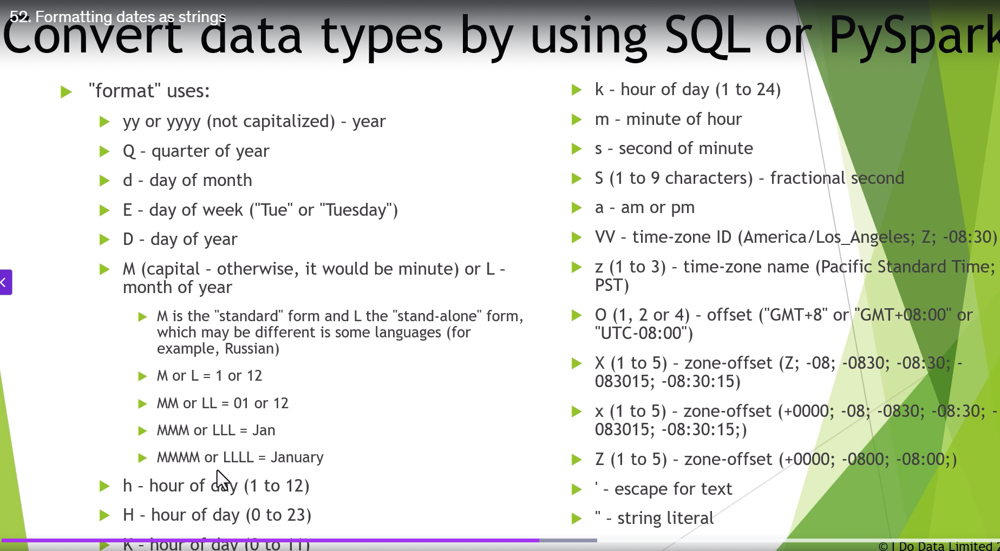 52. Formatting dates as strings
Convert data types by using SQL or PySpark
"format" uses:
yy or yyyy (not capitalized) – year
Q – quarter of year
d – day of month
E – day of week ("Tue" or "Tuesday")
D – day of year
M (capital – otherwise, it would be minute) or L –
month of year
M is the "standard" form and L the "stand-alone" form,
which may be different is some languages (for
example, Russian)
M or L = 1 or 12
MM or LL = 01 or 12
MMM or LLL = Jan
MMMM or LLLL = January
h – hour of day (1 to 12)
H – hour of day (0 to 23)
K – hour of day (0 to 11)
k – hour of day (1 to 24)
m – minute of hour
s – second of minute
S (1 to 9 characters) – fractional second
a – am or pm
VV – time-zone ID (America/Los_Angeles; Z; -08:30)
z (1 to 3) – time-zone name (Pacific Standard Time;
PST)
O (1, 2 or 4) – offset ("GMT+8" or "GMT+08:00" or
"UTC-08:00")
X (1 to 5) – zone-offset (Z; -08; -0830; -08:30; -
083015; -08:30:15)
x (1 to 5) – zone-offset (+0000; -08; -0830; -08:30; -
083015; -08:30:15;)
Z (1 to 5) – zone-offset (+0000; -0800; -08:00;)
' – escape for text
" – string literal
© I Do Data Limited